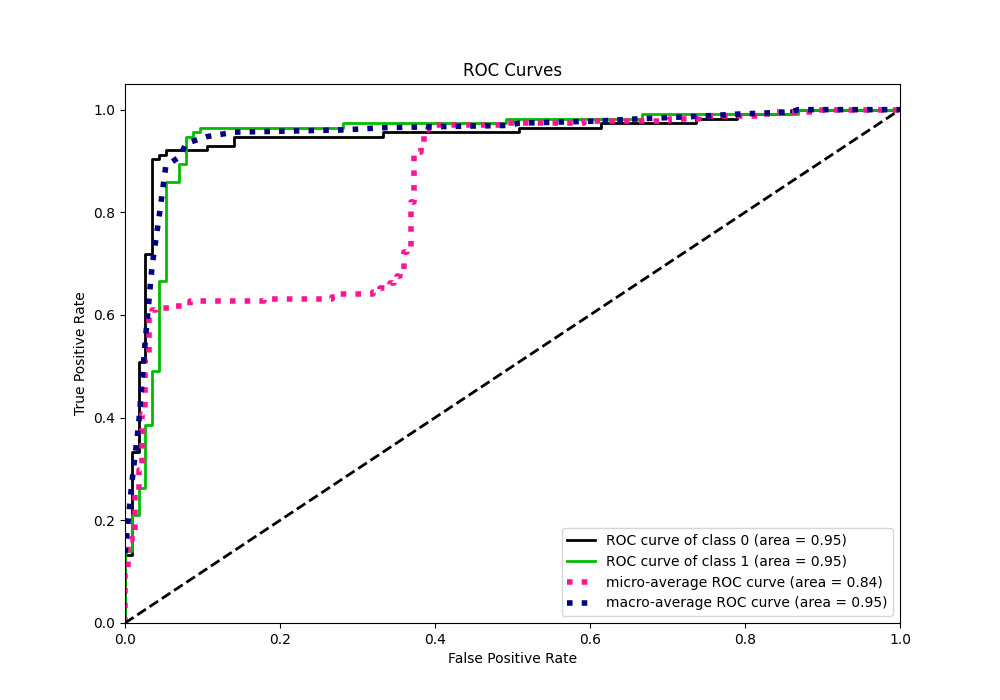 ROC Curves
True Positive Rate
1.0
0.8
0.6
0.4
0.2
0.0
0.0 0.2 0.4 0.6 0.8 1.0
False Positive Rate
ROC curve of class 0 (area = 0.95)
ROC curve of class 1 (area = 0.95)
micro-average ROC curve (area = 0.84)
macro-average ROC curve (area = 0.95)